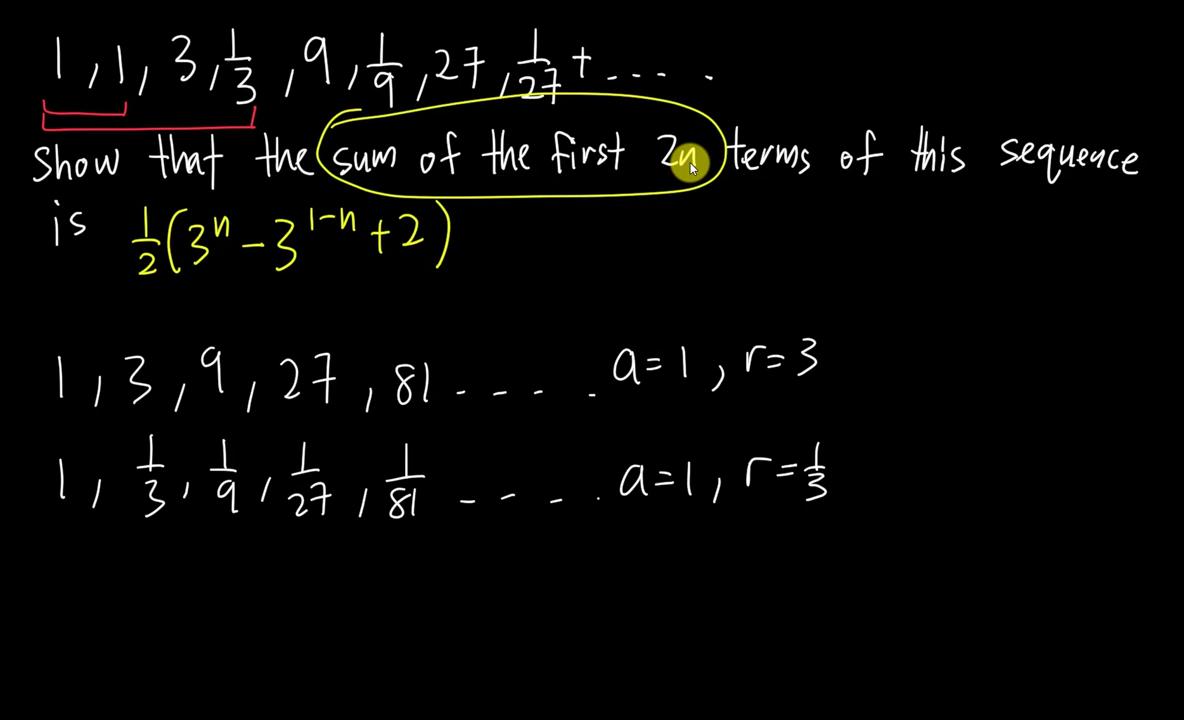 1 , 1 , 3 , 1/3 , 9 , 1/9 , 27 , 1/27 + .... .
Show that the sum of the first 2n terms of this sequence
is 1/2 (3^n - 3^(1-n) + 2)
1 , 3 , 9 , 27 , 81 - - - - . a = 1 , r = 3
1 , 1/3 , 1/9 , 1/27 , 1/81 - - - . a = 1 , r = 1/3